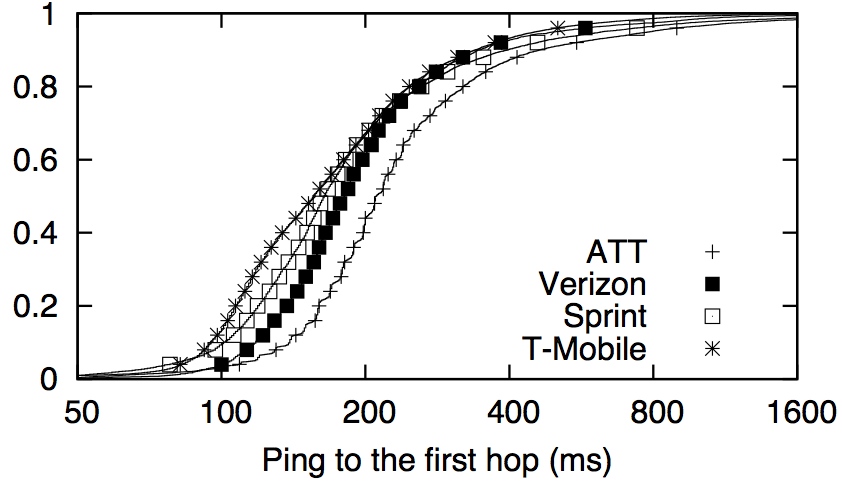 1
0.8
0.6
0.4
0.2
0
ATT
Verizon
Sprint
T-Mobile
50 100 200 400 800 1600
Ping to the first hop (ms)